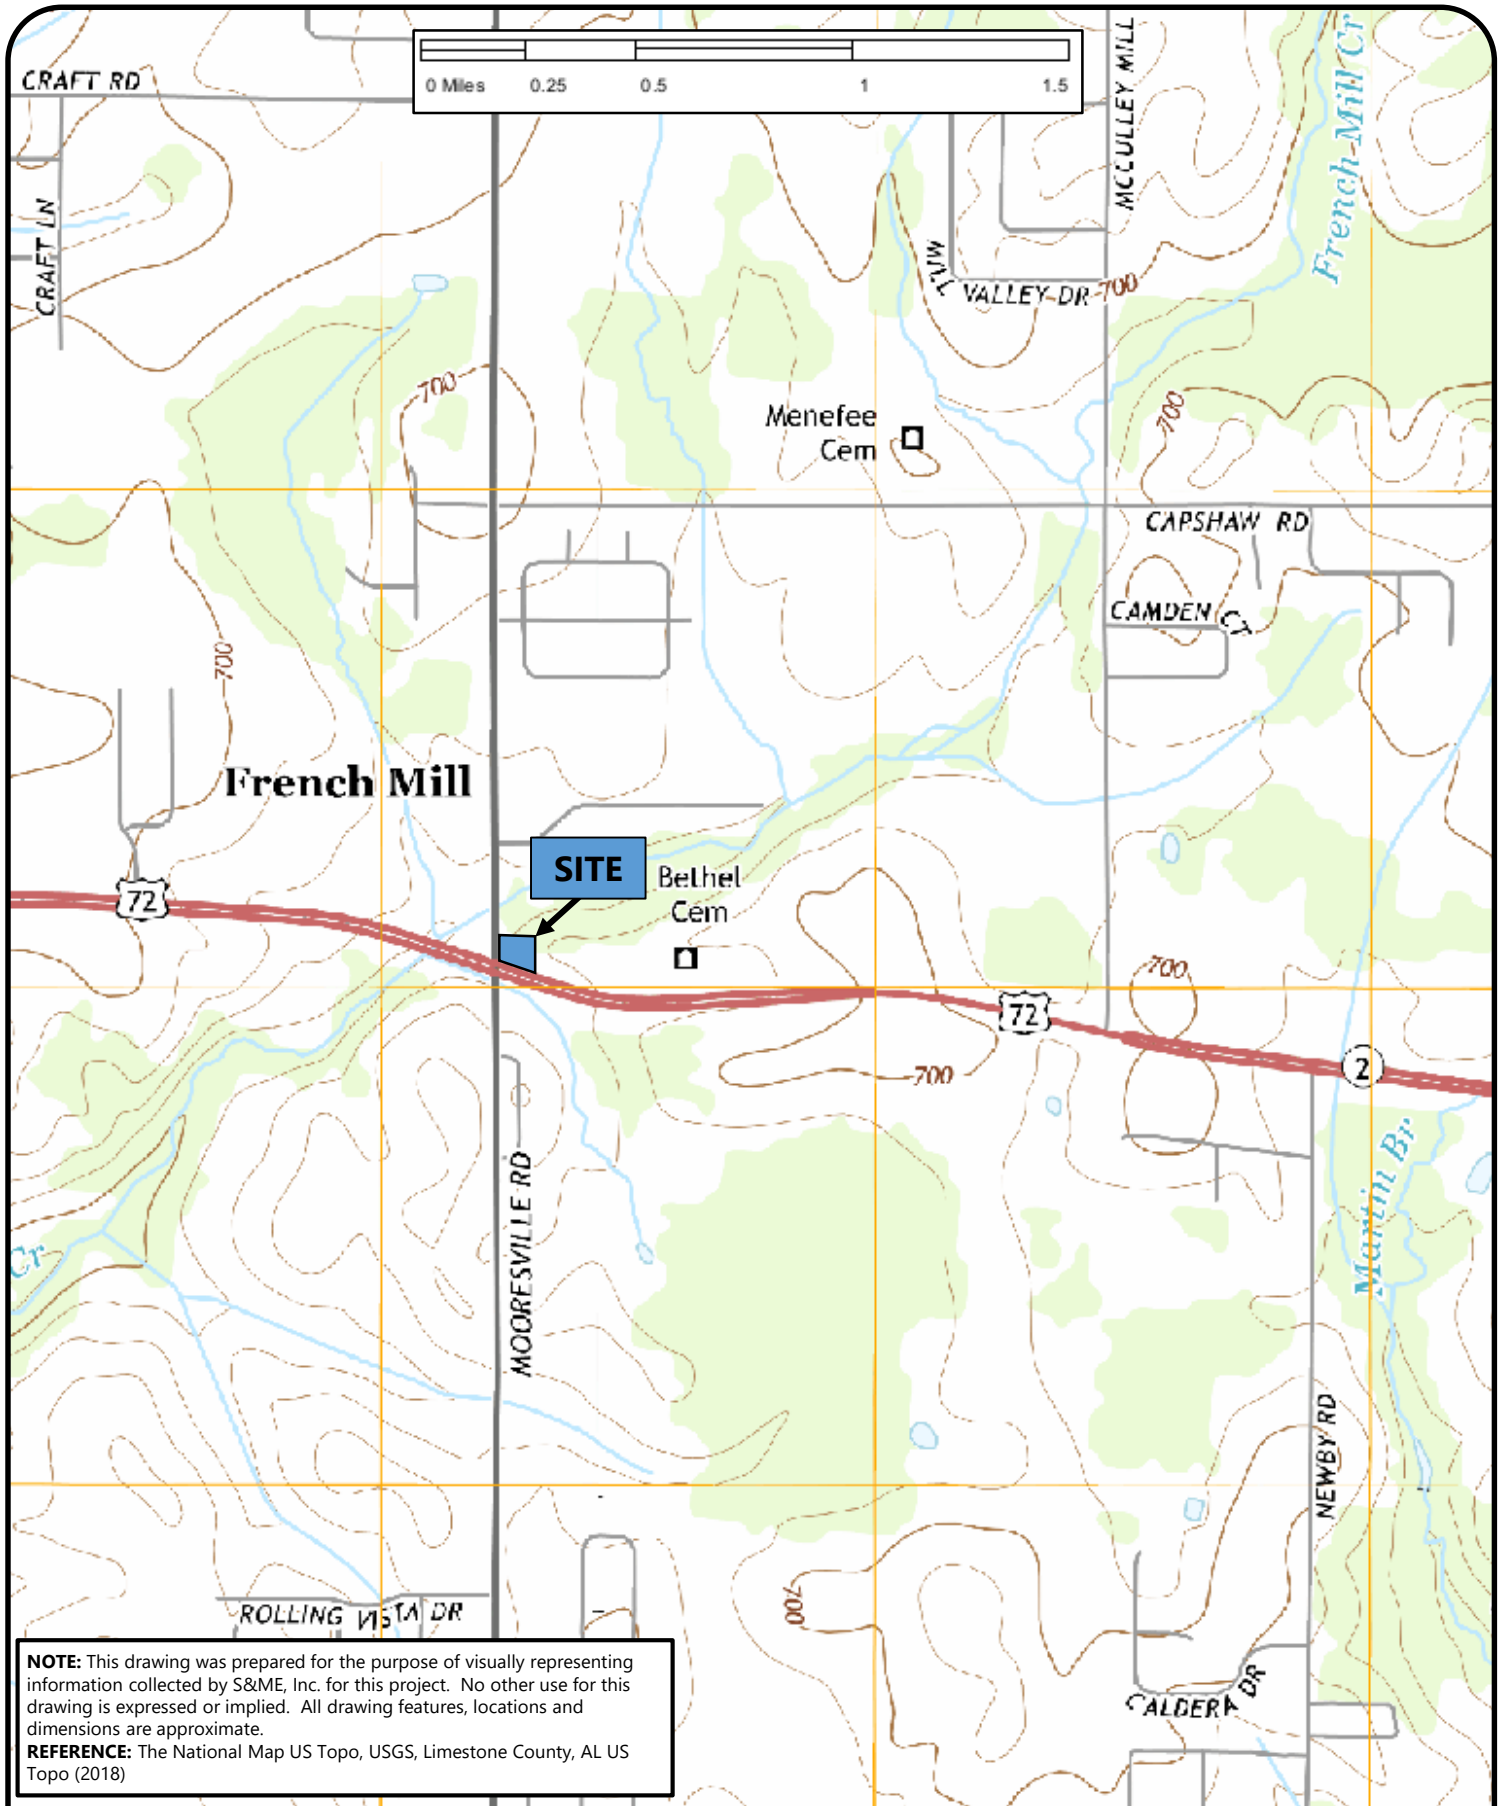 CRAFT RD
0 Miles 0.25 0.5 1 1.5
MCCULLEY MILL
French Mill Cr
CRAFT LN
VALLEY DR
700
700
Menefee
Cem
700
CAPSHAW RD
CAMDEN CT
700
French Mill
SITE
Bethel
Cem
72
700
72
2
700
MOORESVILLE RD
Martin Br
Cr
NEWBY RD
700
ROLLING VISTA DR
CALDERA DR
NOTE: This drawing was prepared for the purpose of visually representing
information collected by S&ME, Inc. for this project. No other use for this
drawing is expressed or implied. All drawing features, locations and
dimensions are approximate.
REFERENCE: The National Map US Topo, USGS, Limestone County, AL US
Topo (2018)